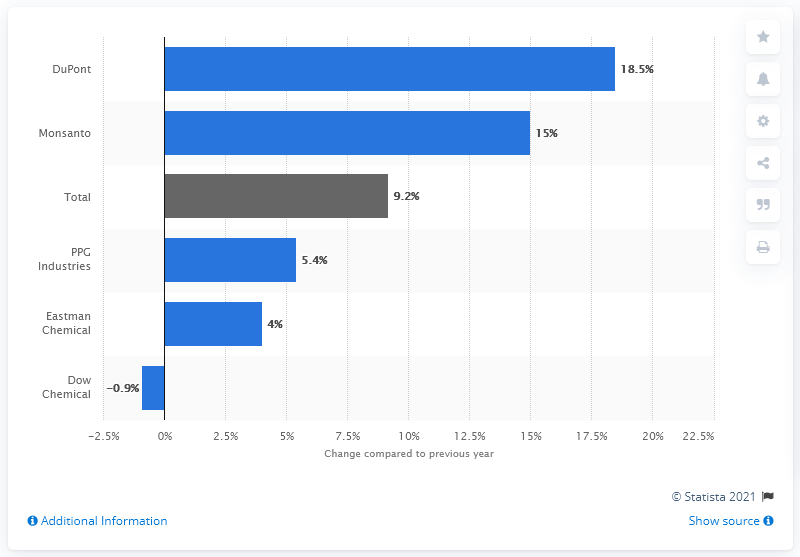 DuPont
18.5%
Monsanto
15%
Total
9.2%
PPG
Industries
5.4%
Eastman
Chemical
4%
Dow
Chemical
−0.9%
−2.5%
0%
2.5%
5%
7.5%
10%
12.5%
15%
17.5%
20%
22.5%
Change compared to previous year
© Statista 2021
Additional Information
Show source